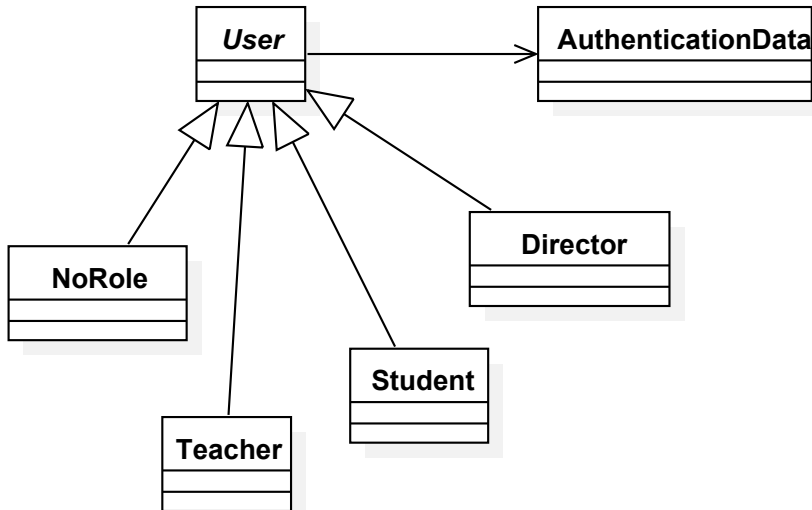 User
AuthenticationData
Director
NoRole
Student
Teacher